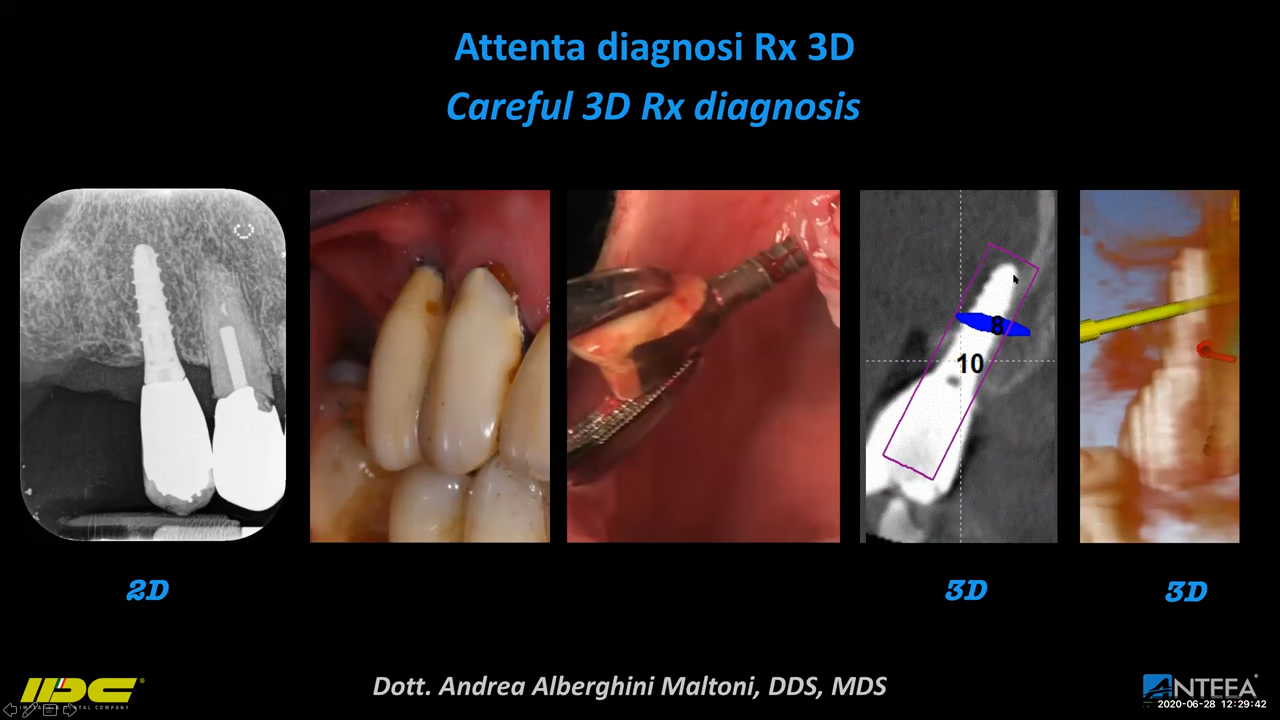 Attenta diagnosi Rx 3D
Careful 3D Rx diagnosis
8
10
2D
3D
3D
IDC
Dott. Andrea Alberghini Maltoni, DDS, MDS
ANTEEA
2020-06-28 12:29:42